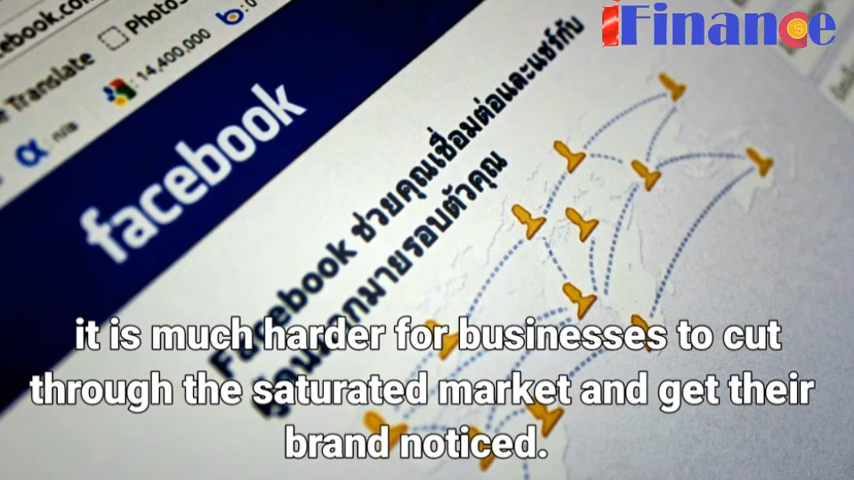 iFinance
cebook.com
Photos
e Translate
: 14,400,000
b : 0
α : n/a
facebook
Facebook ช่วยคุณเชื่อมต่อและแชร์กับ
ผู้คนมากมายรอบตัวคุณ
it is much harder for businesses to cut
through the saturated market and get their
brand noticed.